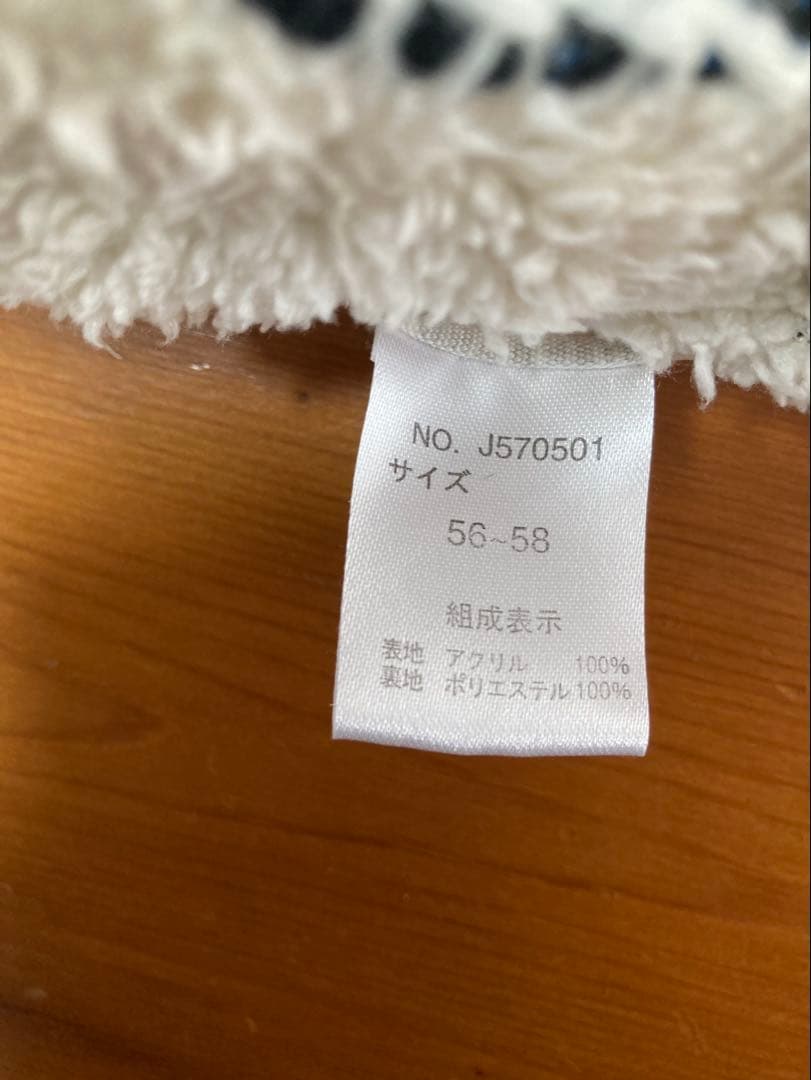 NO. J570501
サイズ
56~58
組成表示
表地 アクリル 100%
裏地 ポリエステル 100%